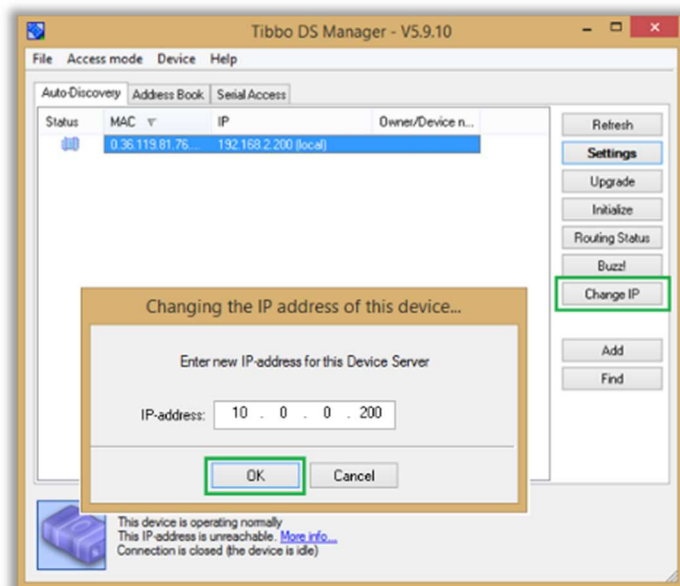 Tibbo DS Manager - V5.9.10
File Access mode Device Help
Auto-Discovery Address Book Serial Access
Status MAC IP Owner/Device n...
0.36.119.81.76.... 192.168.2.200 (local)
Refresh
Settings
Upgrade
Initialize
Routing Status
Buzz!
Change IP
Add
Find
Changing the IP address of this device...
Enter new IP-address for this Device Server
IP-address: 10 . 0 . 0 . 200
OK Cancel
This device is operating normally
This IP-address is unreachable. More info...
Connection is closed (the device is idle)